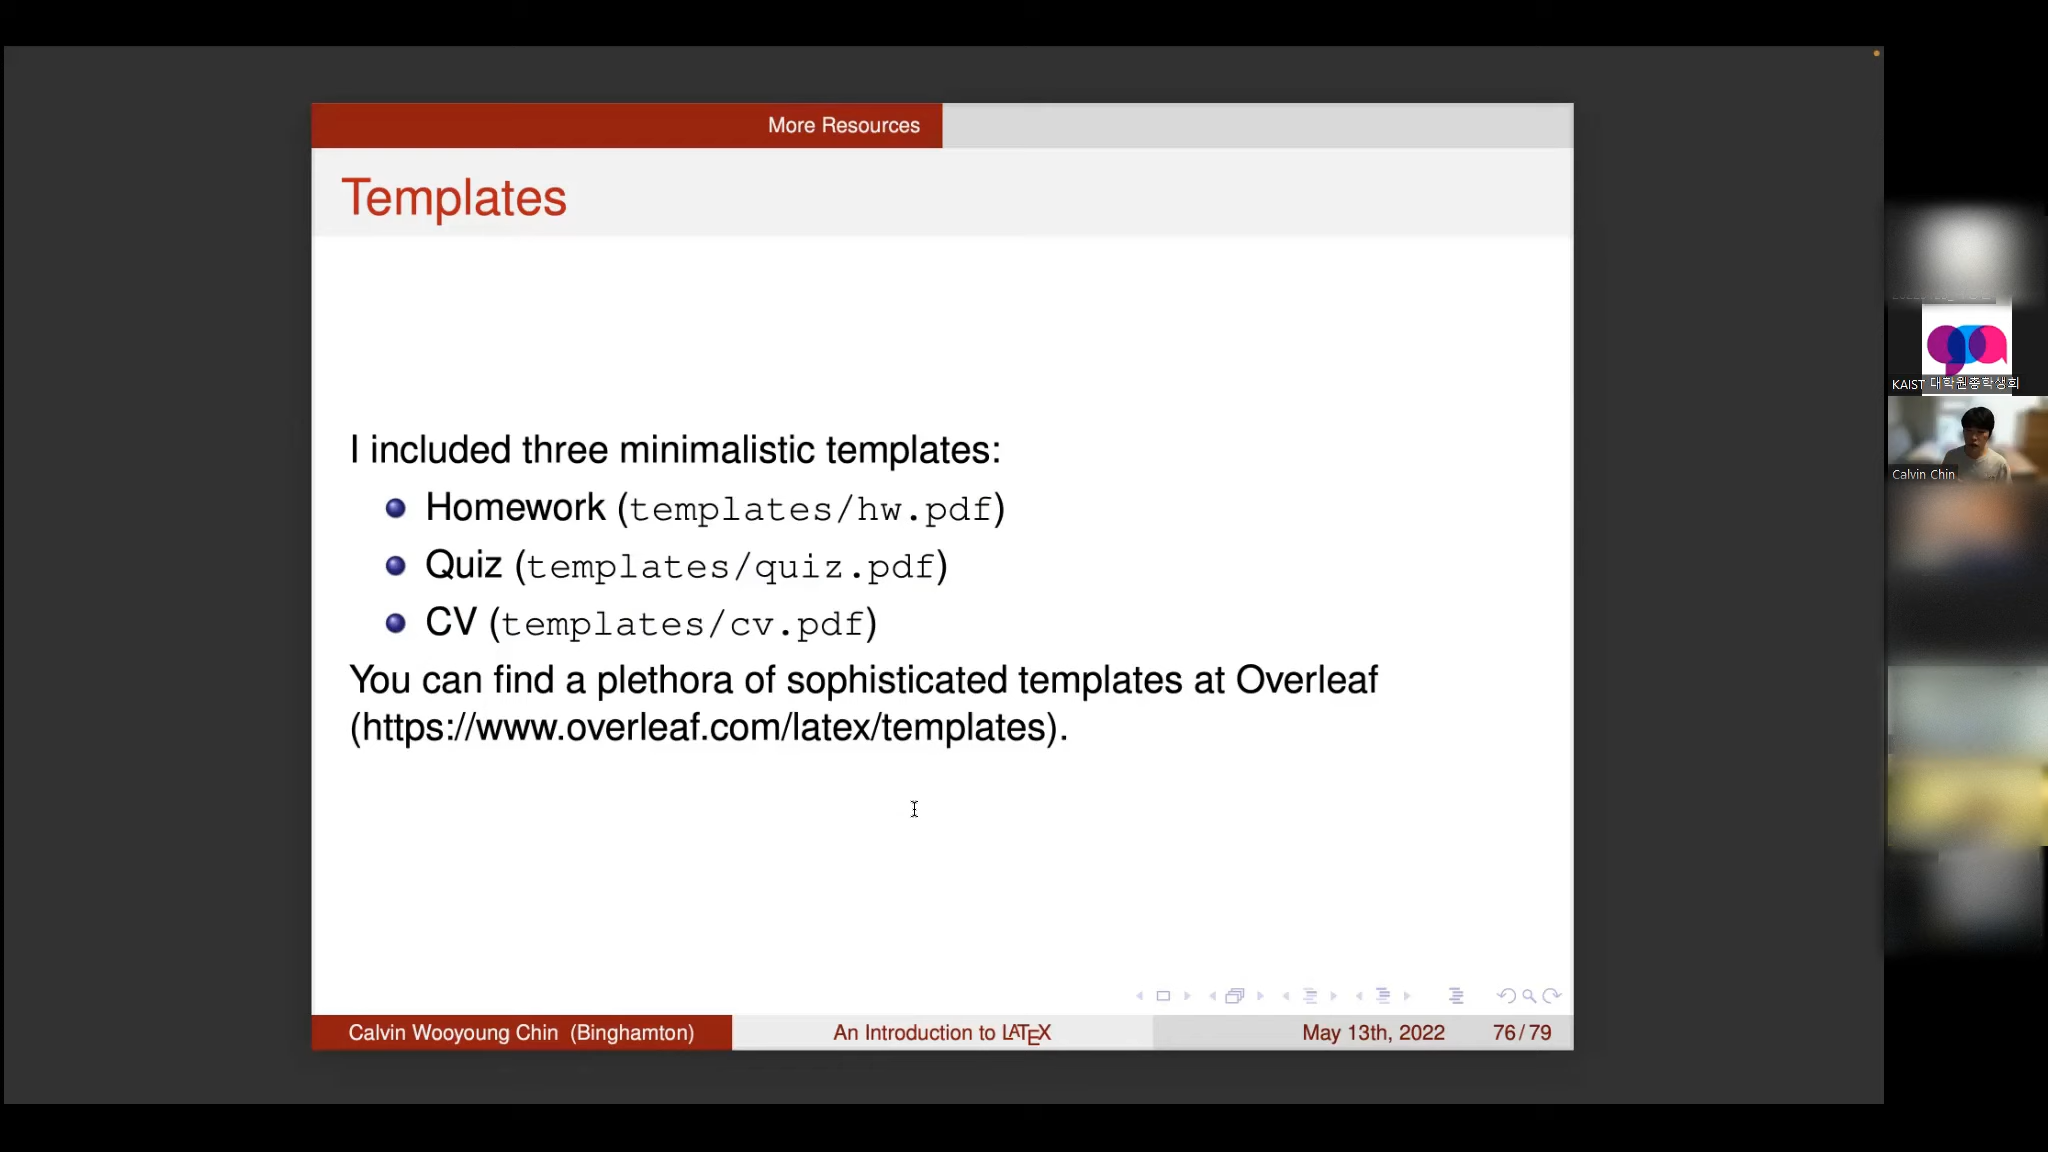 More Resources
Templates
I included three minimalistic templates:
Homework (templates/hw.pdf)
Quiz (templates/quiz.pdf)
CV (templates/cv.pdf)
You can find a plethora of sophisticated templates at Overleaf
(https://www.overleaf.com/latex/templates).
Calvin Wooyoung Chin (Binghamton)
An Introduction to LATEX
May 13th, 2022
76/79
KAIST 대학원총학생회
Calvin Chin